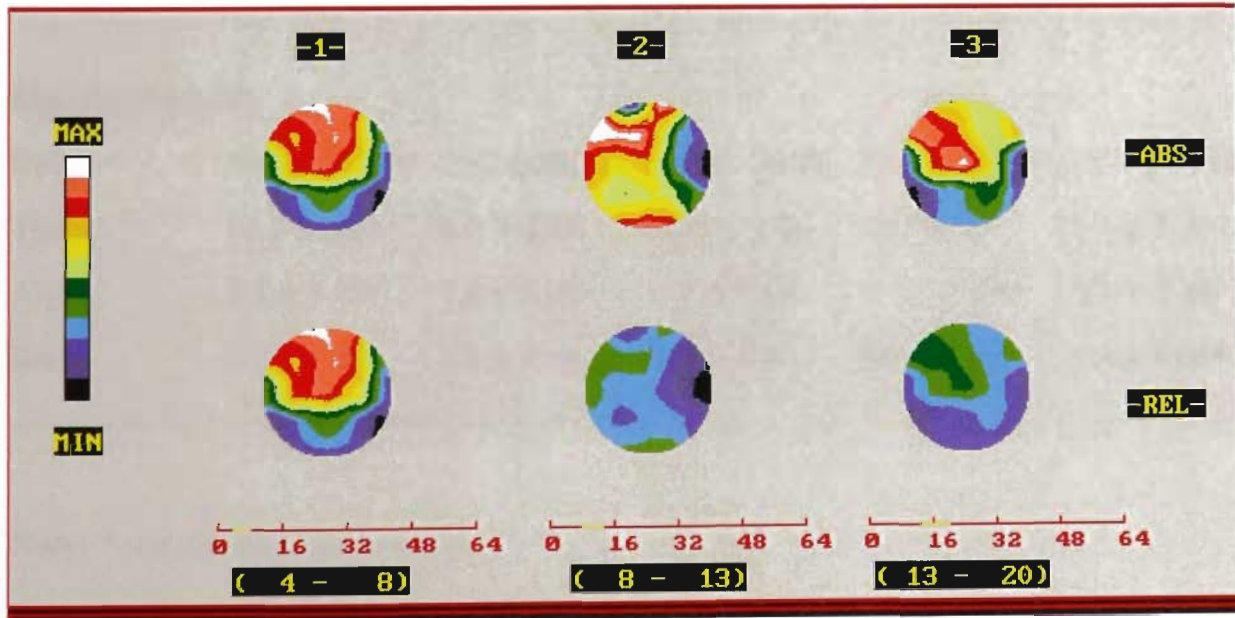 -1-
-2-
-3-
MAX
-ABS-
-REL-
MIN
0 16 32 48 64
0 16 32 48 64
0 16 32 48 64
( 4 - 8)
( 8 - 13)
( 13 - 20)